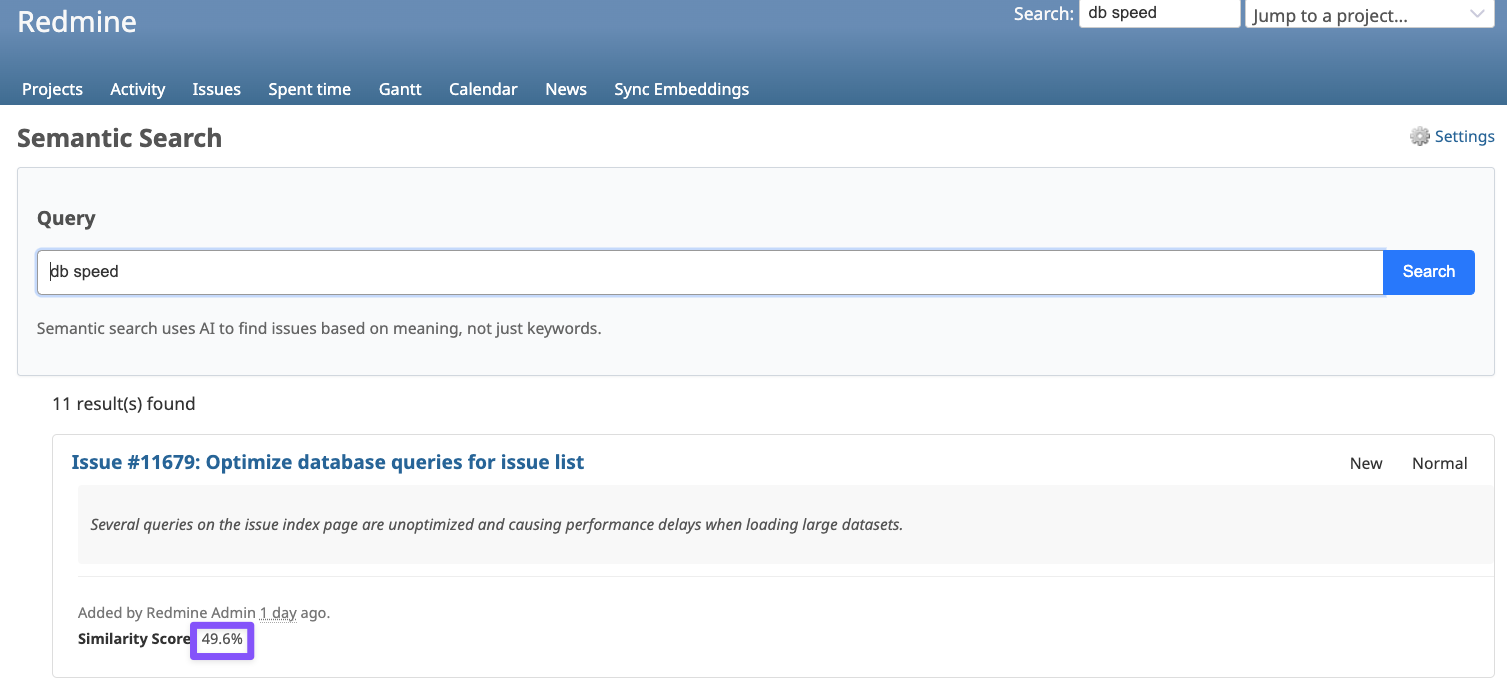 Redmine
Search: db speed Jump to a project...
Projects Activity Issues Spent time Gantt Calendar News Sync Embeddings
Semantic Search
Settings
Query
db speed
Search
Semantic search uses AI to find issues based on meaning, not just keywords.
11 result(s) found
Issue #11679: Optimize database queries for issue list
New Normal
Several queries on the issue index page are unoptimized and causing performance delays when loading large datasets.
Added by Redmine Admin 1 day ago.
Similarity Score 49.6%